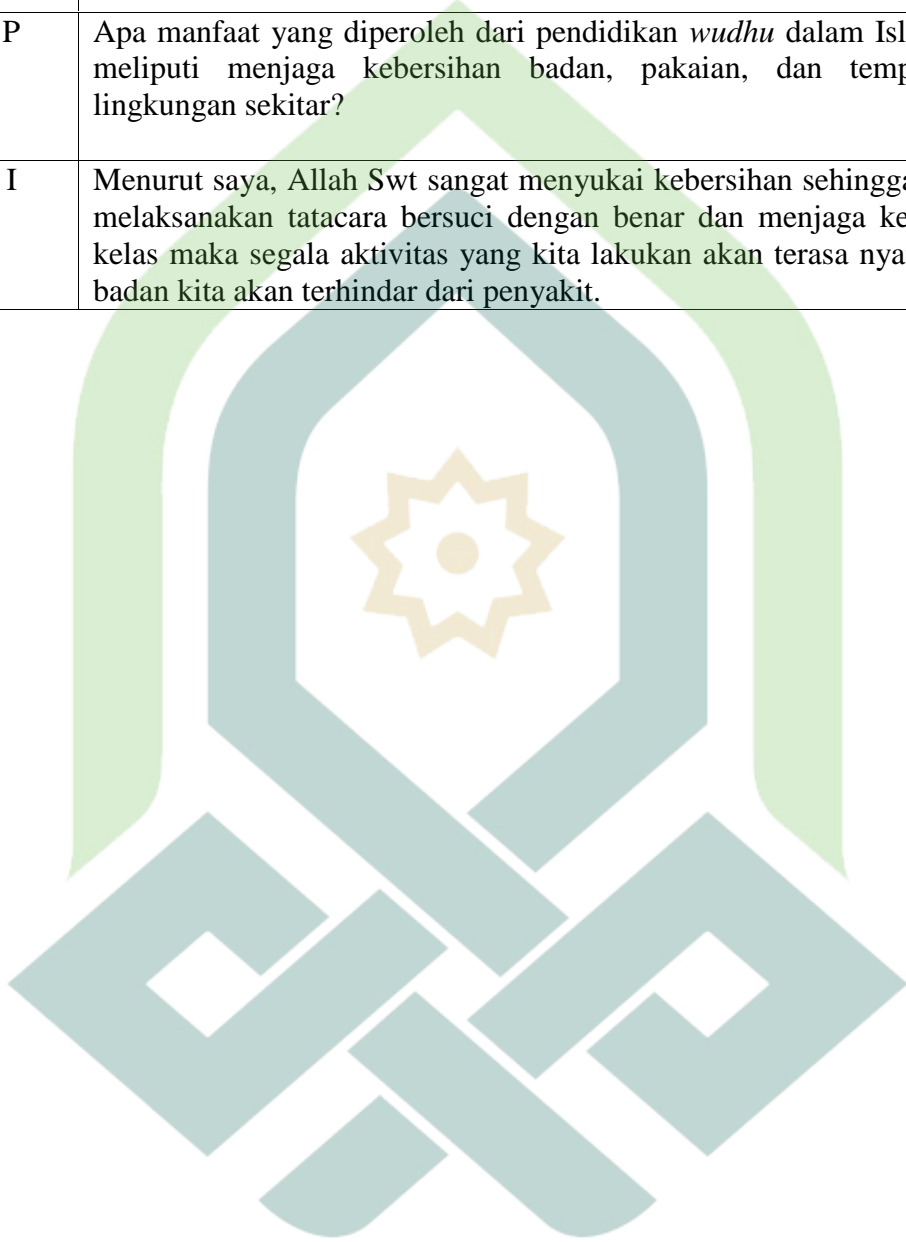 P Apa manfaat yang diperoleh dari pendidikan wudhu dalam Isl
meliputi menjaga kebersihan badan, pakaian, dan temp
lingkungan sekitar?
I Menurut saya, Allah Swt sangat menyukai kebersihan sehingga
melaksanakan tatacara bersuci dengan benar dan menjaga ke
kelas maka segala aktivitas yang kita lakukan akan terasa nya
badan kita akan terhindar dari penyakit.